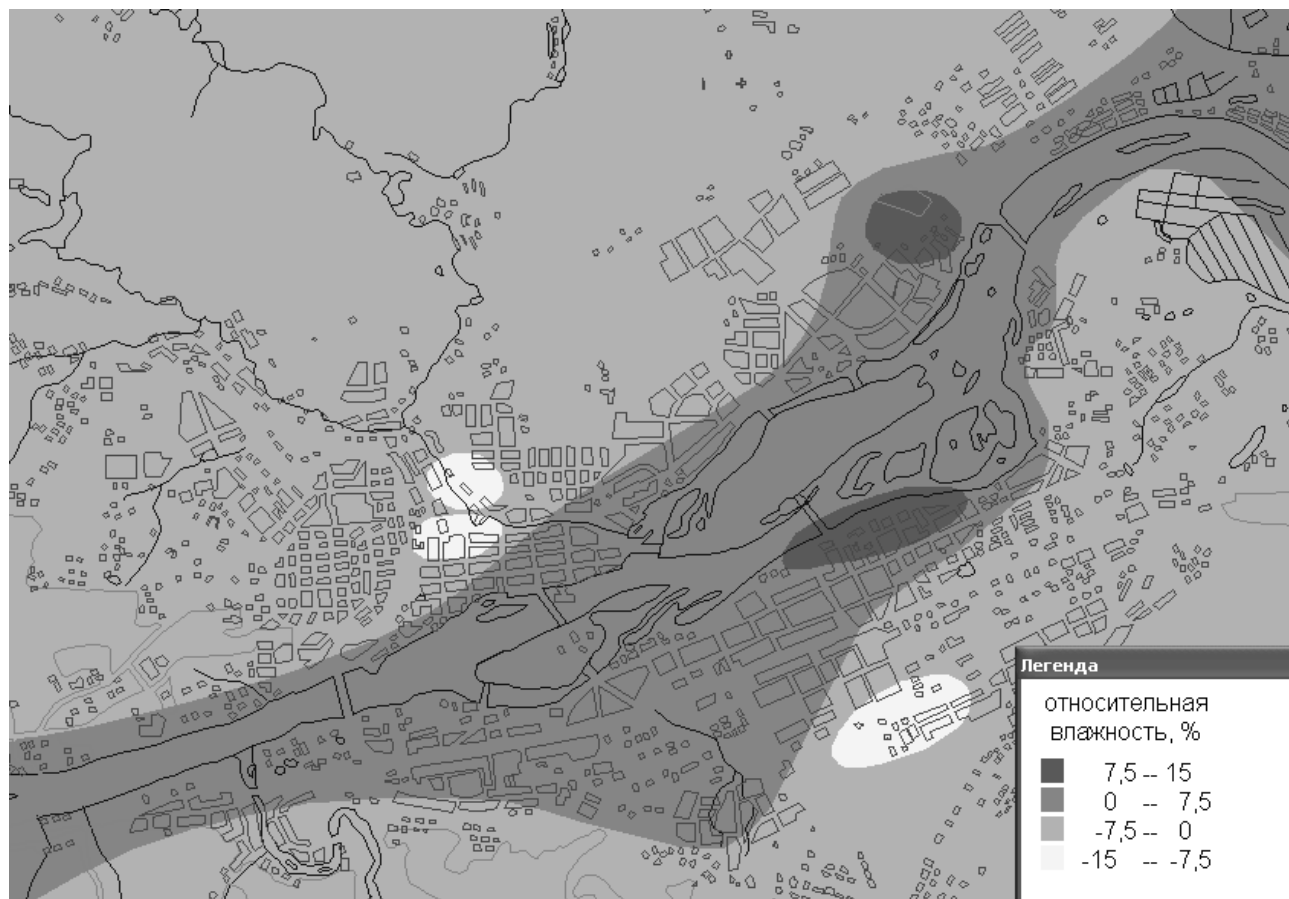 Легенда
относительная
влажность, %
7,5 -- 15
0 -- 7,5
-7,5 -- 0
-15 -- -7,5